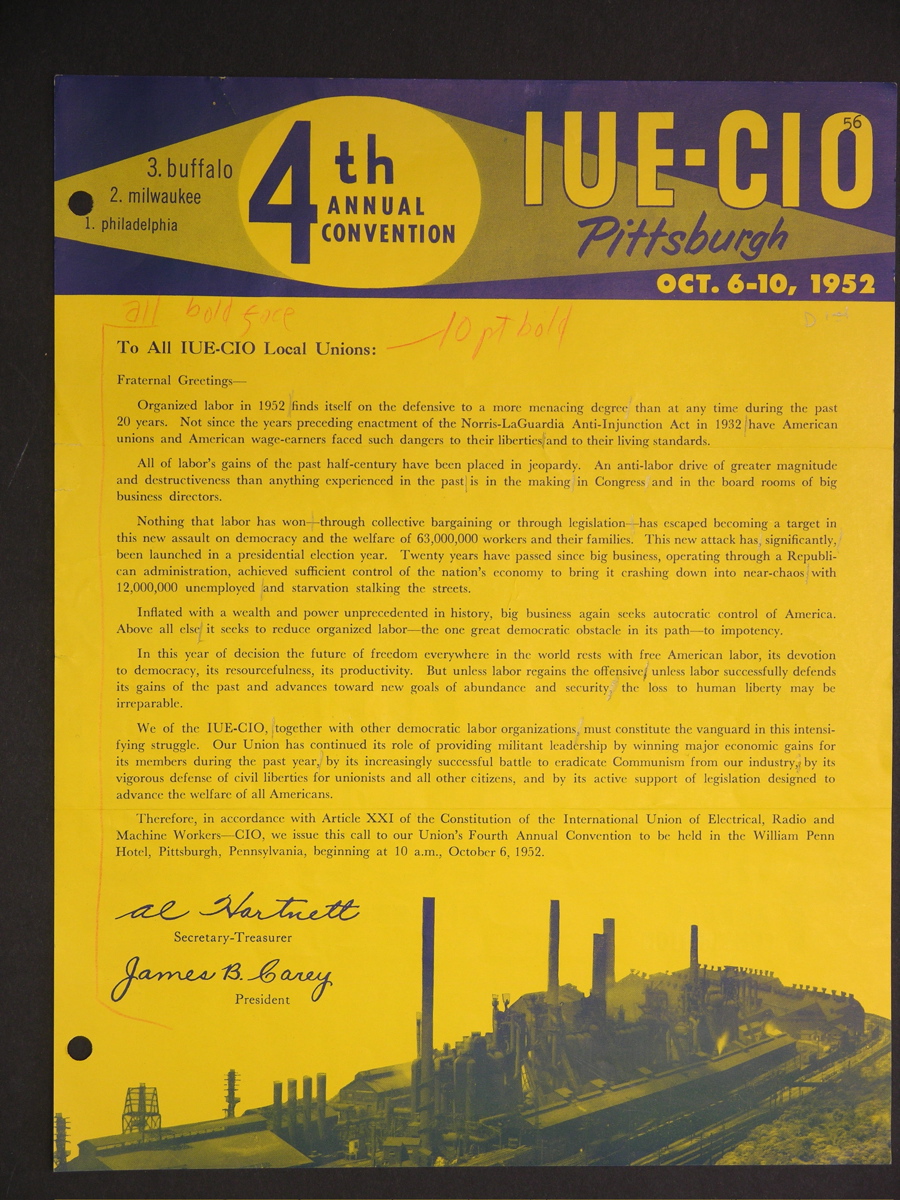 IUE-CIO
56
3. buffalo
2. milwaukee
1. philadelphia
4th
ANNUAL
CONVENTION
Pittsburgh
OCT. 6-10, 1952
all bold face
10 pt bold
To All IUE-CIO Local Unions:
Fraternal Greetings—
Organized labor in 1952 finds itself on the defensive to a more menacing degree than at any time during the past
20 years. Not since the years preceding enactment of the Norris-LaGuardia Anti-Injunction Act in 1932 have American
unions and American wage-earners faced such dangers to their liberties and to their living standards.
All of labor's gains of the past half-century have been placed in jeopardy. An anti-labor drive of greater magnitude
and destructiveness than anything experienced in the past is in the making in Congress and in the board rooms of big
business directors.
Nothing that labor has won—through collective bargaining or through legislation—has escaped becoming a target in
this new assault on democracy and the welfare of 63,000,000 workers and their families. This new attack has, significantly,
been launched in a presidential election year. Twenty years have passed since big business, operating through a Republi-
can administration, achieved sufficient control of the nation's economy to bring it crashing down into near-chaos with
12,000,000 unemployed and starvation stalking the streets.
Inflated with a wealth and power unprecedented in history, big business again seeks autocratic control of America.
Above all else it seeks to reduce organized labor—the one great democratic obstacle in its path—to impotency.
In this year of decision the future of freedom everywhere in the world rests with free American labor, its devotion
to democracy, its resourcefulness, its productivity. But unless labor regains the offensive, unless labor successfully defends
its gains of the past and advances toward new goals of abundance and security, the loss to human liberty may be
irreparable.
We of the IUE-CIO, together with other democratic labor organizations, must constitute the vanguard in this intensi-
fying struggle. Our Union has continued its role of providing militant leadership by winning major economic gains for
its members during the past year, by its increasingly successful battle to eradicate Communism from our industry, by its
vigorous defense of civil liberties for unionists and all other citizens, and by its active support of legislation designed to
advance the welfare of all Americans.
Therefore, in accordance with Article XXI of the Constitution of the International Union of Electrical, Radio and
Machine Workers—CIO, we issue this call to our Union's Fourth Annual Convention to be held in the William Penn
Hotel, Pittsburgh, Pennsylvania, beginning at 10 a.m., October 6, 1952.
Al Hartnett
Secretary-Treasurer
James B. Carey
President